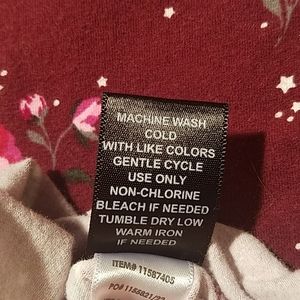 MACHINE WASH
COLD
WITH LIKE COLORS
GENTLE CYCLE
USE ONLY
NON-CHLORINE
BLEACH IF NEEDED
TUMBLE DRY LOW
WARM IRON
IF NEEDED
ITEM# 11587405
PO#